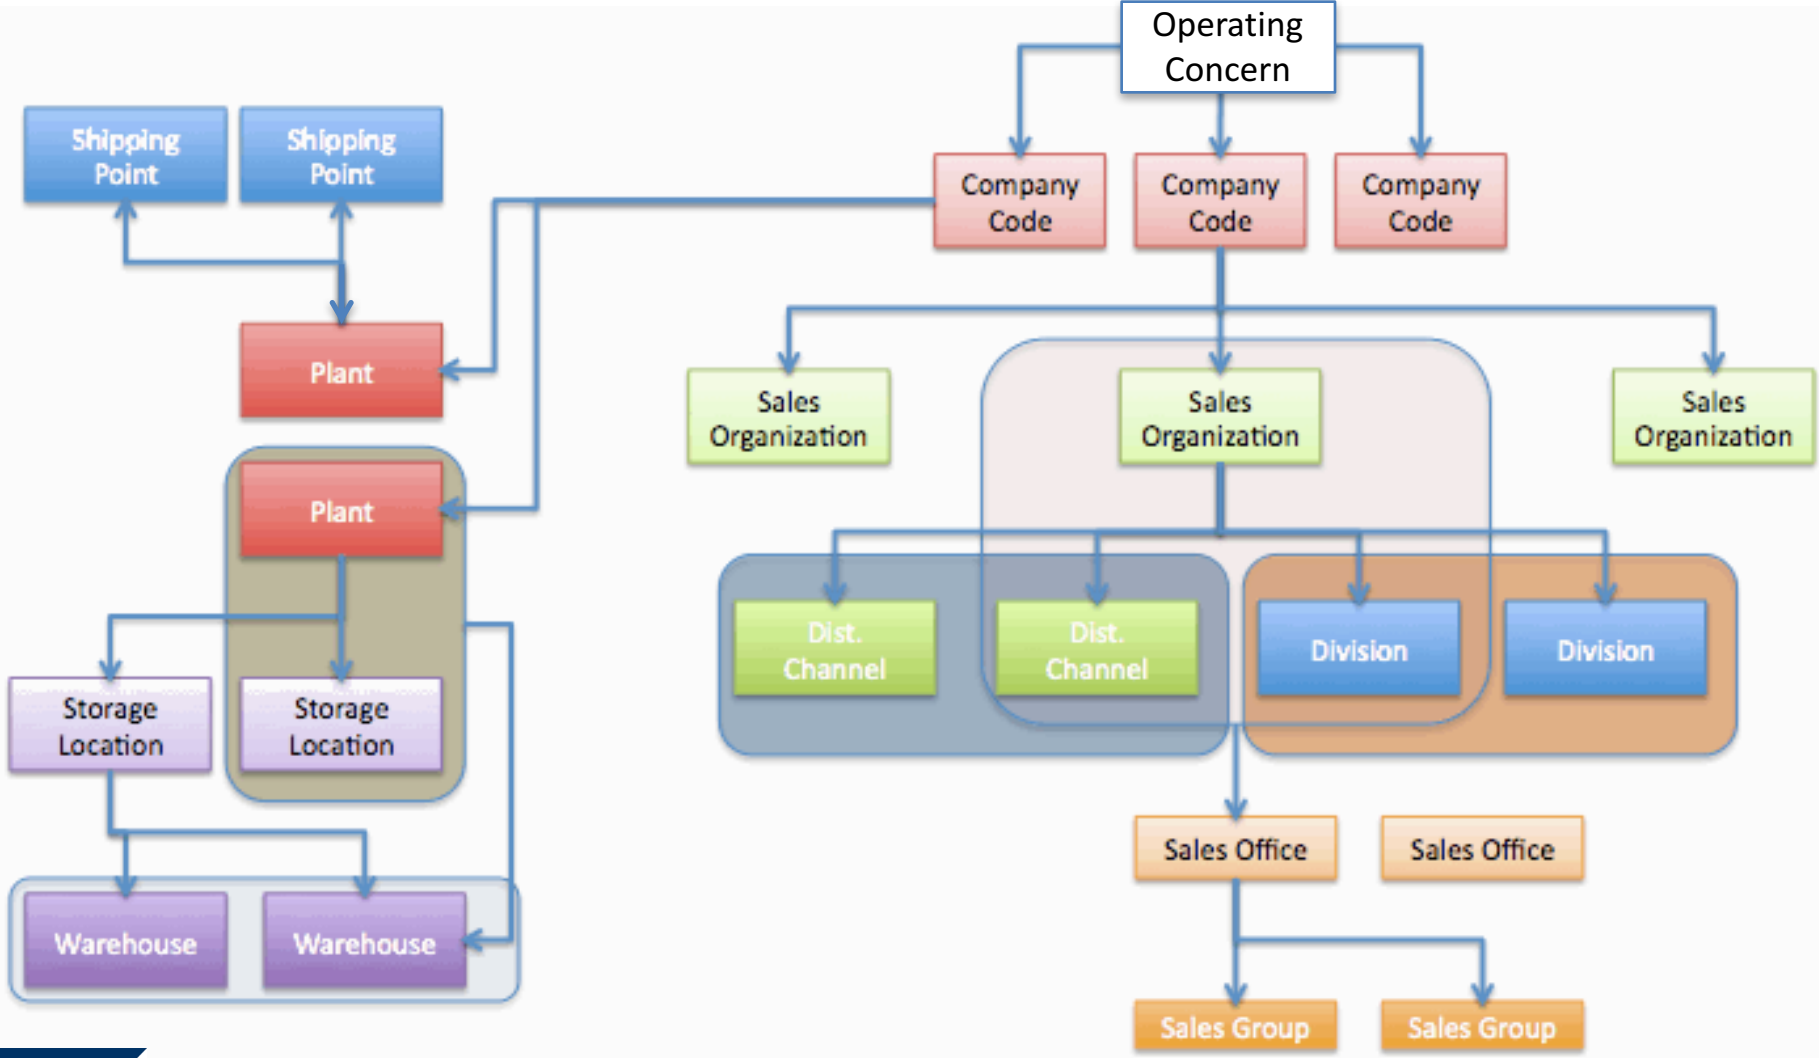 Operating
Concern
Shipping
Point
Shipping
Point
Company
Code
Company
Code
Company
Code
Plant
Sales
Organization
Sales
Organization
Sales
Organization
Plant
Dist.
Channel
Dist.
Channel
Division
Division
Storage
Location
Storage
Location
Sales Office
Sales Office
Warehouse
Warehouse
Sales Group
Sales Group